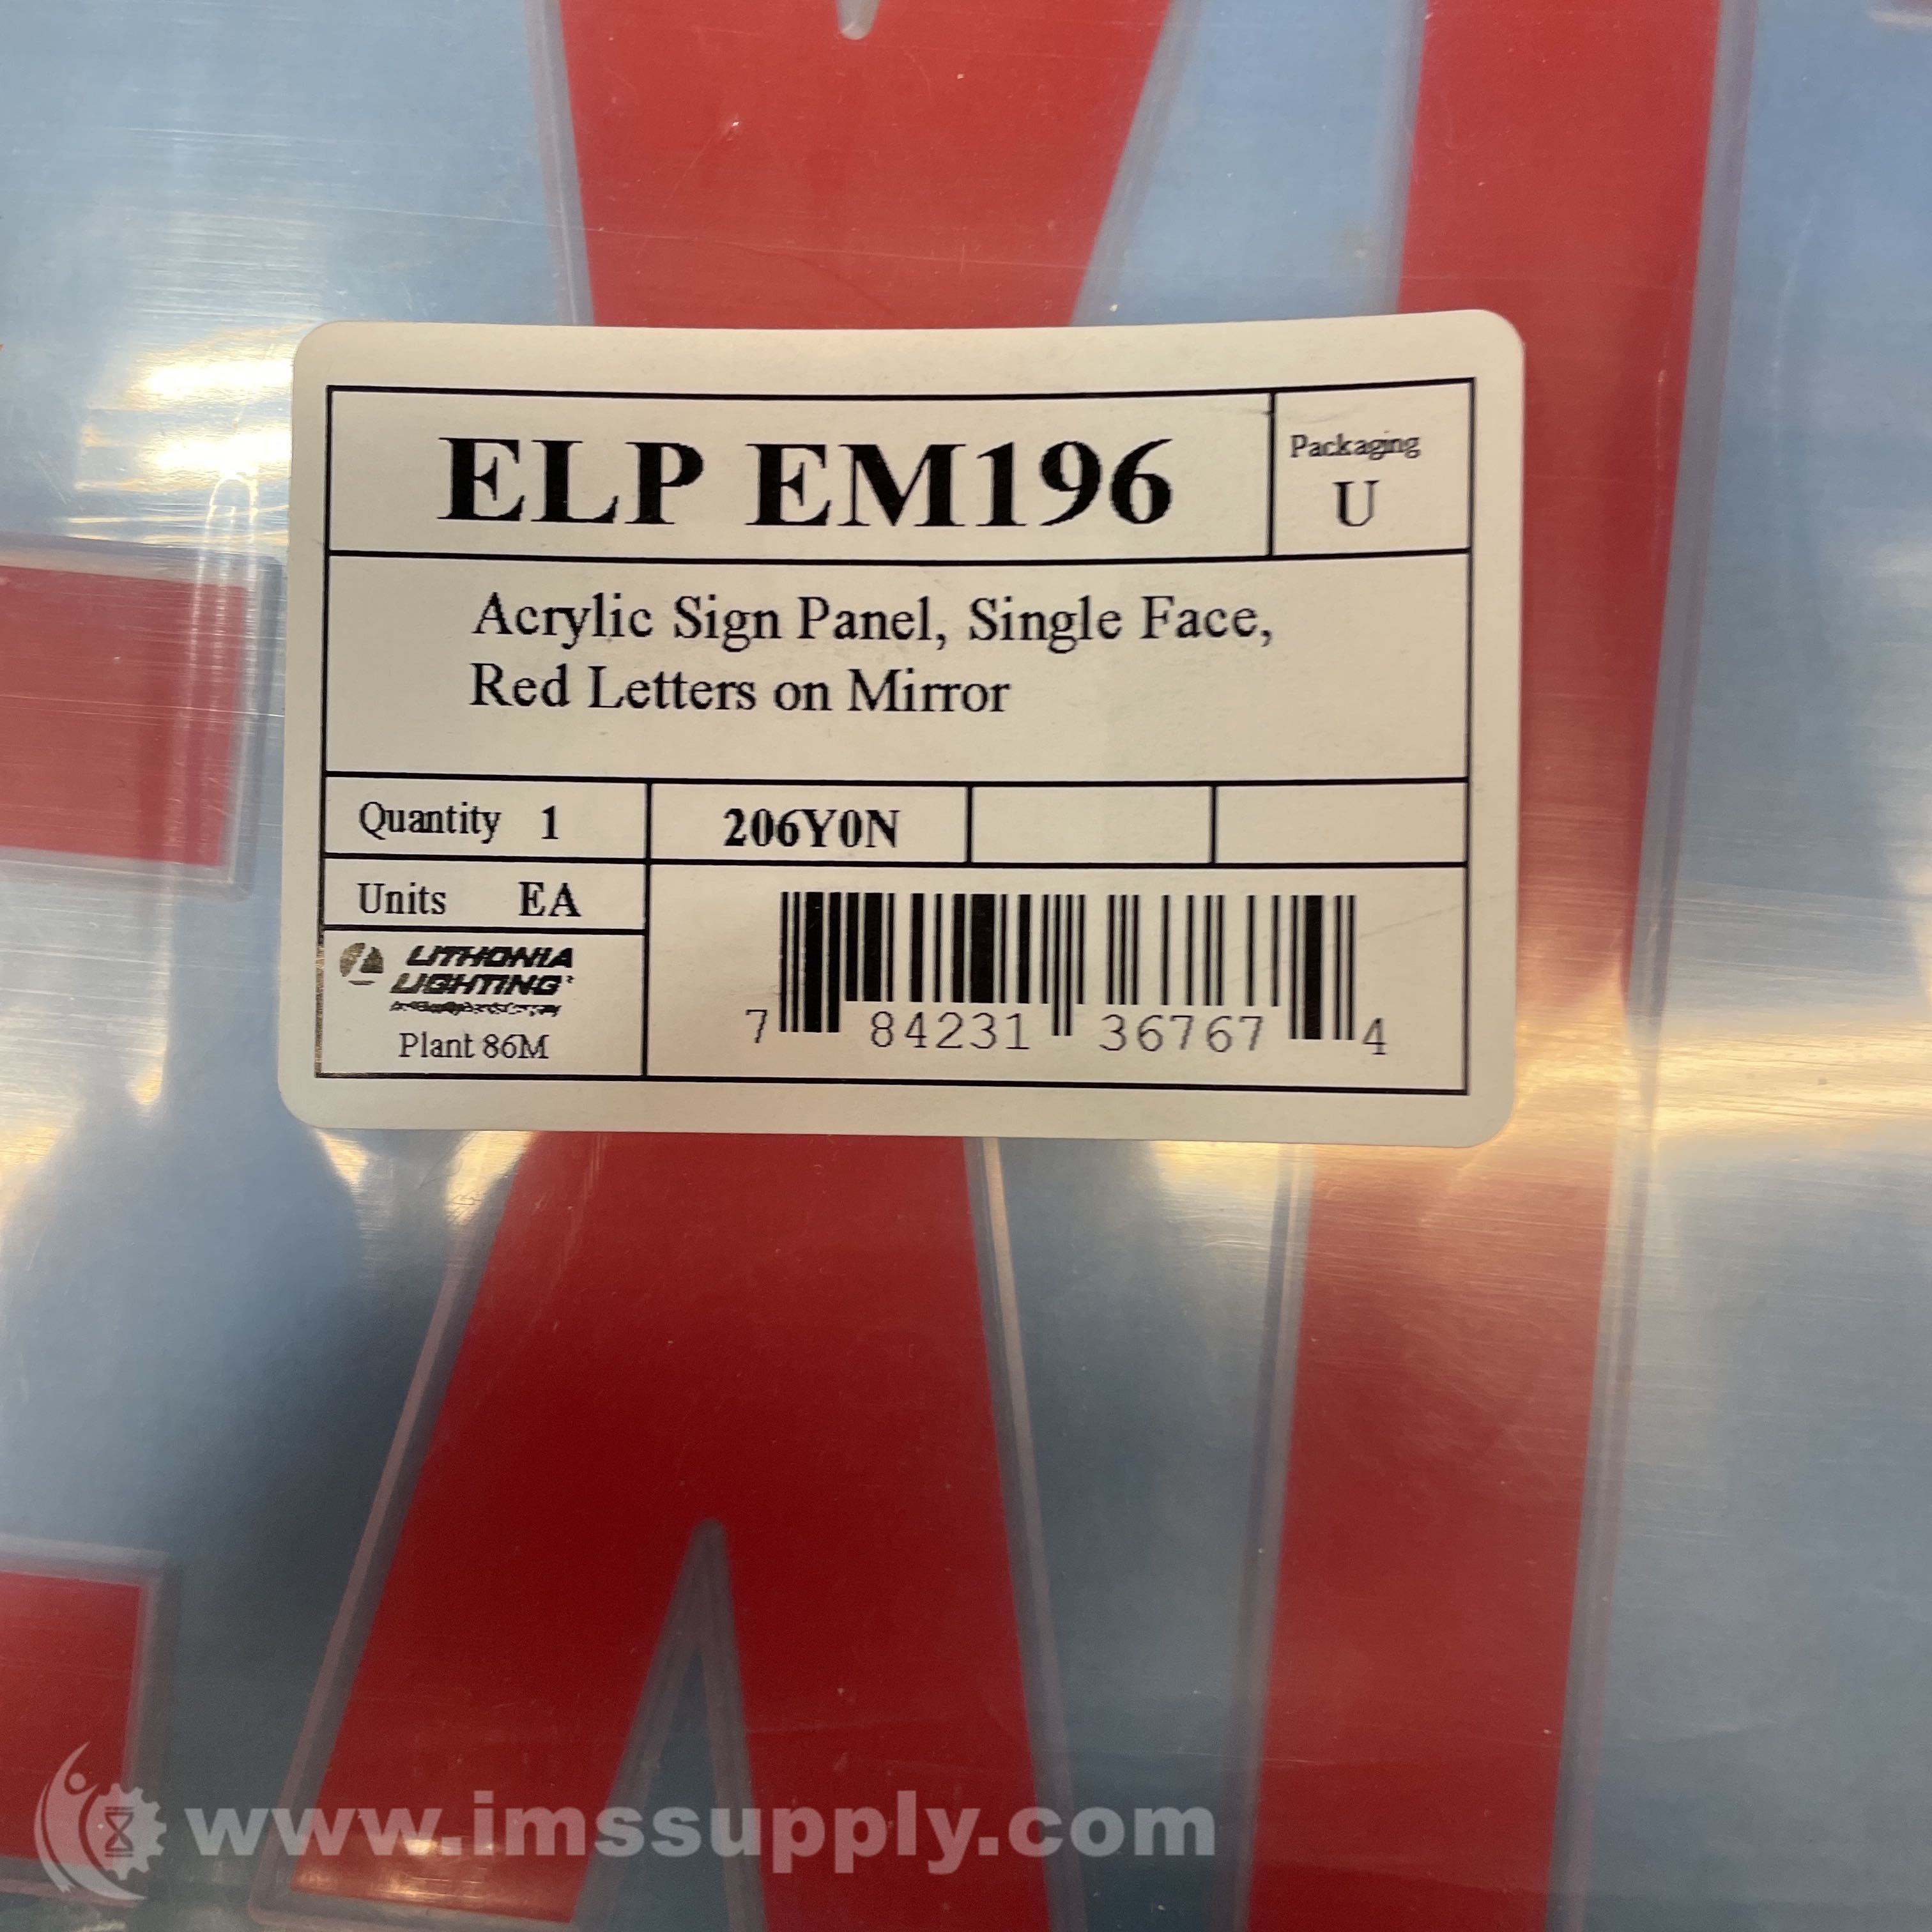 ELP EM196
Packaging
U
Acrylic Sign Panel, Single Face,
Red Letters on Mirror
Quantity 1
206Y0N
Units EA
LITHONIA
LIGHTING
Plant 86M
7 84231 36767 4
www.imssupply.com